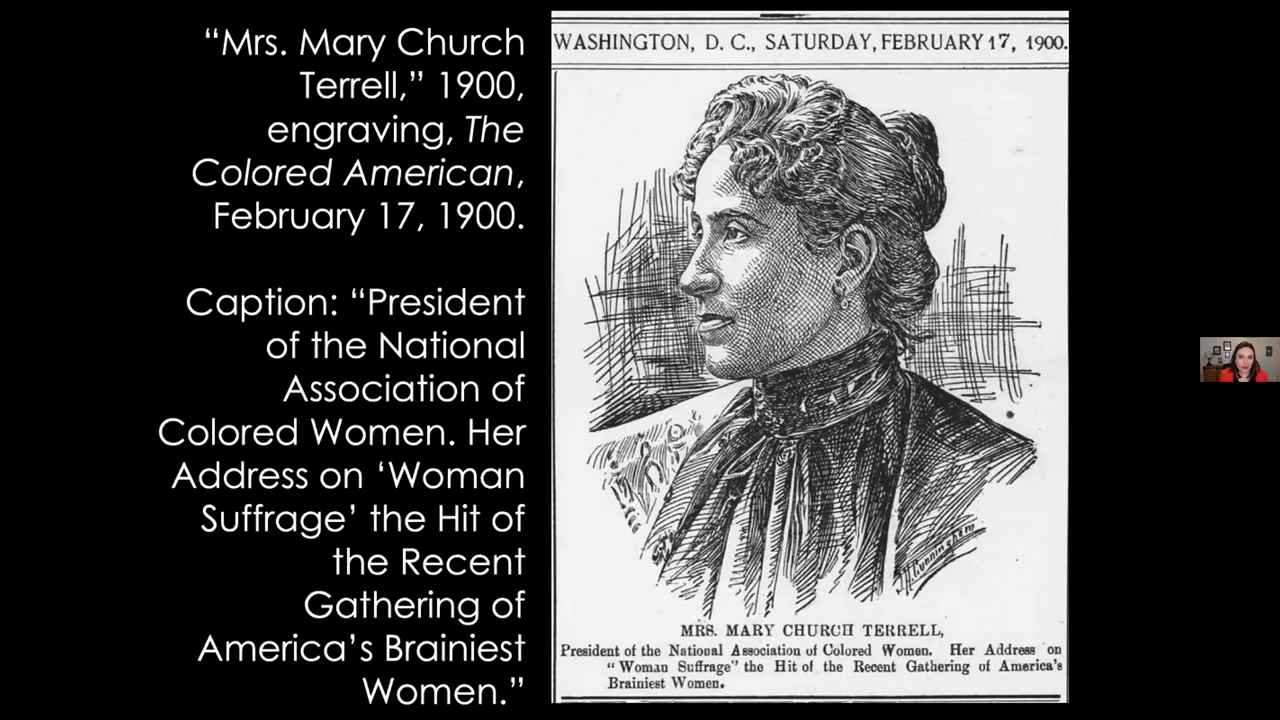 “Mrs. Mary Church
Terrell,” 1900,
engraving, The
Colored American,
February 17, 1900.
Caption: “President
of the National
Association of
Colored Women. Her
Address on ‘Woman
Suffrage’ the Hit of
the Recent
Gathering of
America’s Brainiest
Women.”
WASHINGTON, D. C., SATURDAY, FEBRUARY 17, 1900.
H. Cunningham
MRS. MARY CHURCH TERRELL,
President of the National Association of Colored Women. Her Address on
“Woman Suffrage” the Hit of the Recent Gathering of America’s
Brainiest Women.